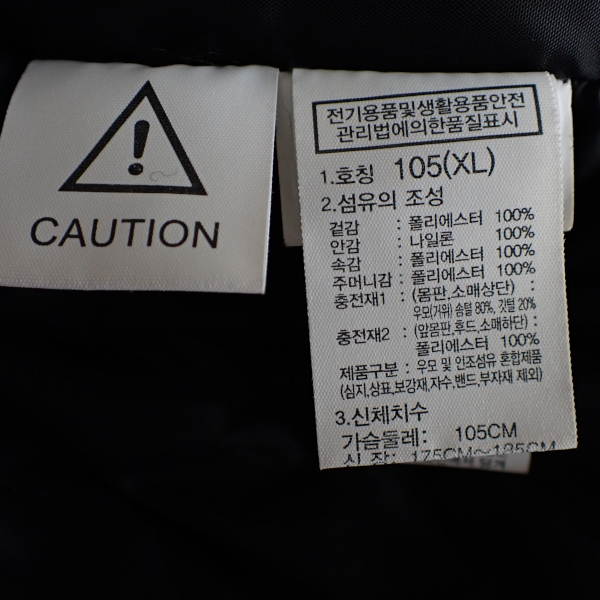 CAUTION
전기용품및생활용품안전
관리법에의한품질표시
1.호칭 105(XL)
2.섬유의 조성
겉감 : 폴리에스터 100%
안감 : 나일론 100%
속감 : 폴리에스터 100%
주머니감 : 폴리에스터 100%
충전재1 : (몸판,소매상단) :
우모(거위) 솜털 80%, 깃털 20%
충전재2 : (앞몸판,후드,소매하단) :
폴리에스터 100%
제품구분 : 우모 및 인조섬유 혼합제품
(심지,상표,보강재,자수,밴드,부자재 제외)
3.신체치수
가슴둘레: 105CM
신 장: 175CM~185CM